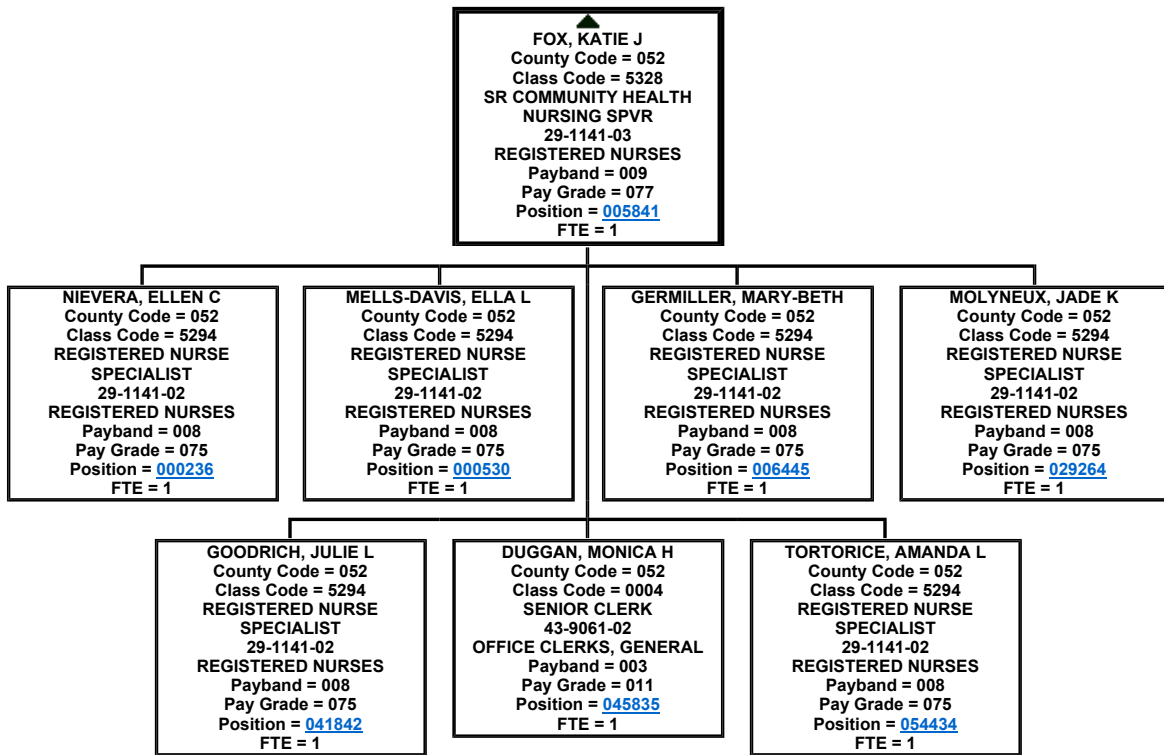 FOX, KATIE J
County Code = 052
Class Code = 5328
SR COMMUNITY HEALTH
NURSING SPVR
29-1141-03
REGISTERED NURSES
Payband = 009
Pay Grade = 077
Position = 005841
FTE = 1
NIEVERA, ELLEN C
County Code = 052
Class Code = 5294
REGISTERED NURSE
SPECIALIST
29-1141-02
REGISTERED NURSES
Payband = 008
Pay Grade = 075
Position = 000236
FTE = 1
MELLS-DAVIS, ELLA L
County Code = 052
Class Code = 5294
REGISTERED NURSE
SPECIALIST
29-1141-02
REGISTERED NURSES
Payband = 008
Pay Grade = 075
Position = 000530
FTE = 1
GERMILLER, MARY-BETH
County Code = 052
Class Code = 5294
REGISTERED NURSE
SPECIALIST
29-1141-02
REGISTERED NURSES
Payband = 008
Pay Grade = 075
Position = 006445
FTE = 1
MOLYNEUX, JADE K
County Code = 052
Class Code = 5294
REGISTERED NURSE
SPECIALIST
29-1141-02
REGISTERED NURSES
Payband = 008
Pay Grade = 075
Position = 029264
FTE = 1
GOODRICH, JULIE L
County Code = 052
Class Code = 5294
REGISTERED NURSE
SPECIALIST
29-1141-02
REGISTERED NURSES
Payband = 008
Pay Grade = 075
Position = 041842
FTE = 1
DUGGAN, MONICA H
County Code = 052
Class Code = 0004
SENIOR CLERK
43-9061-02
OFFICE CLERKS, GENERAL
Payband = 003
Pay Grade = 011
Position = 045835
FTE = 1
TORTORICE, AMANDA L
County Code = 052
Class Code = 5294
REGISTERED NURSE
SPECIALIST
29-1141-02
REGISTERED NURSES
Payband = 008
Pay Grade = 075
Position = 054434
FTE = 1